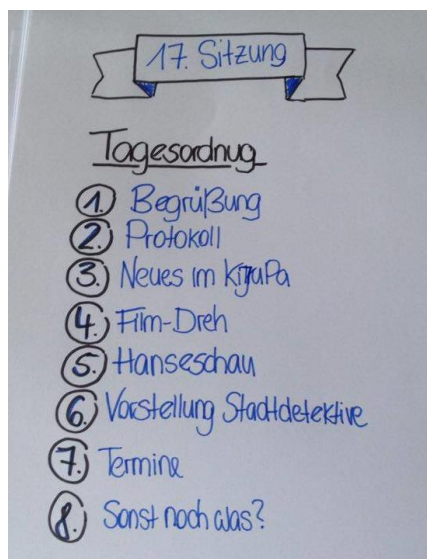 17. Sitzung
Tagesordnug
1. Begrüßung
2. Protokoll
3. Neues im KijuPa
4. Film-Dreh
5. Hanseschau
6. Vorstellung Stadtdetektive
7. Termine
8. Sonst noch was?